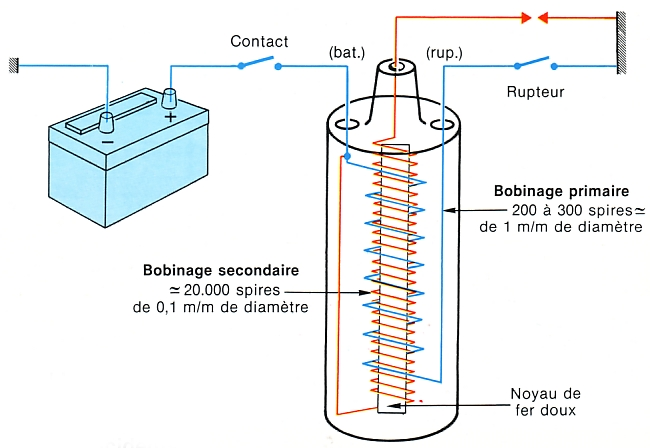 Contact
(bat.)
(rup.)
Rupteur
+
−
Bobinage primaire
200 à 300 spires ≃
de 1 m/m de diamètre
Bobinage secondaire
≃ 20.000 spires
de 0,1 m/m de diamètre
Noyau de
fer doux